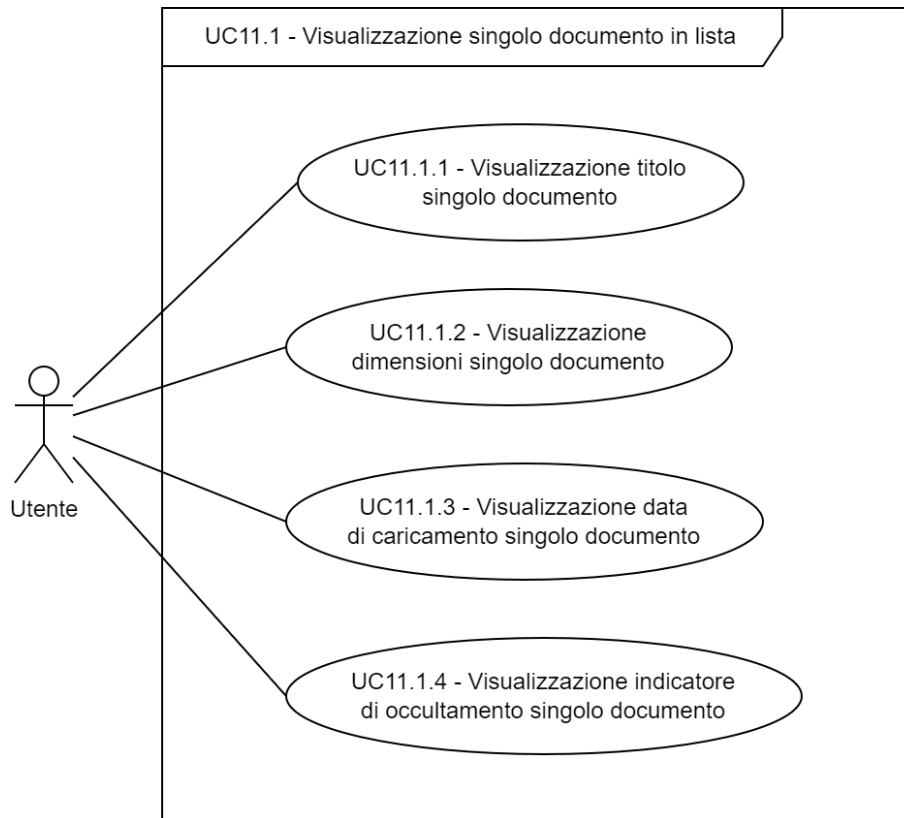 UC11.1 - Visualizzazione singolo documento in lista
UC11.1.1 - Visualizzazione titolo
singolo documento
UC11.1.2 - Visualizzazione
dimensioni singolo documento
UC11.1.3 - Visualizzazione data
di caricamento singolo documento
Utente
UC11.1.4 - Visualizzazione indicatore
di occultamento singolo documento